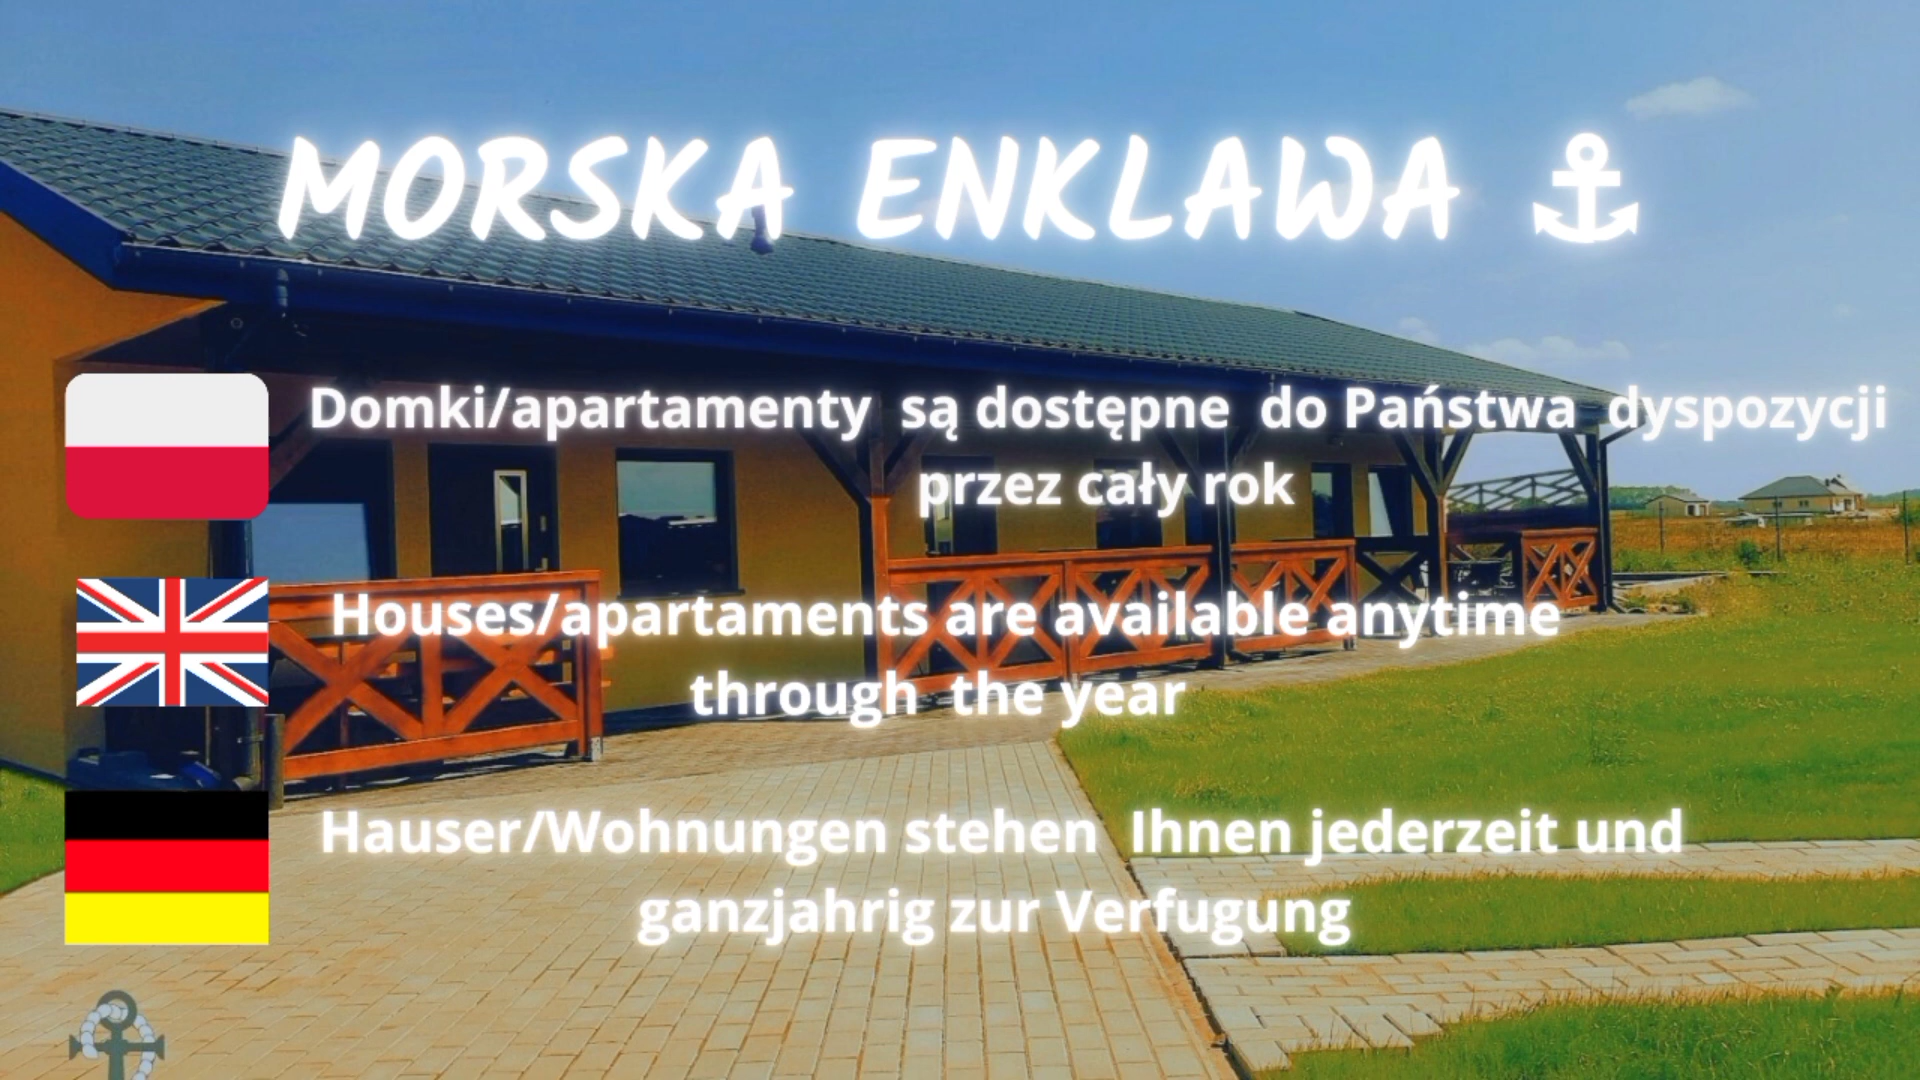 MORSKA ENKLAWA
Domki/apartamenty są dostępne do Państwa dyspozycji
przez cały rok
Houses/apartaments are available anytime
through the year
Hauser/Wohnungen stehen Ihnen jederzeit und
ganzjahrig zur Verfugung